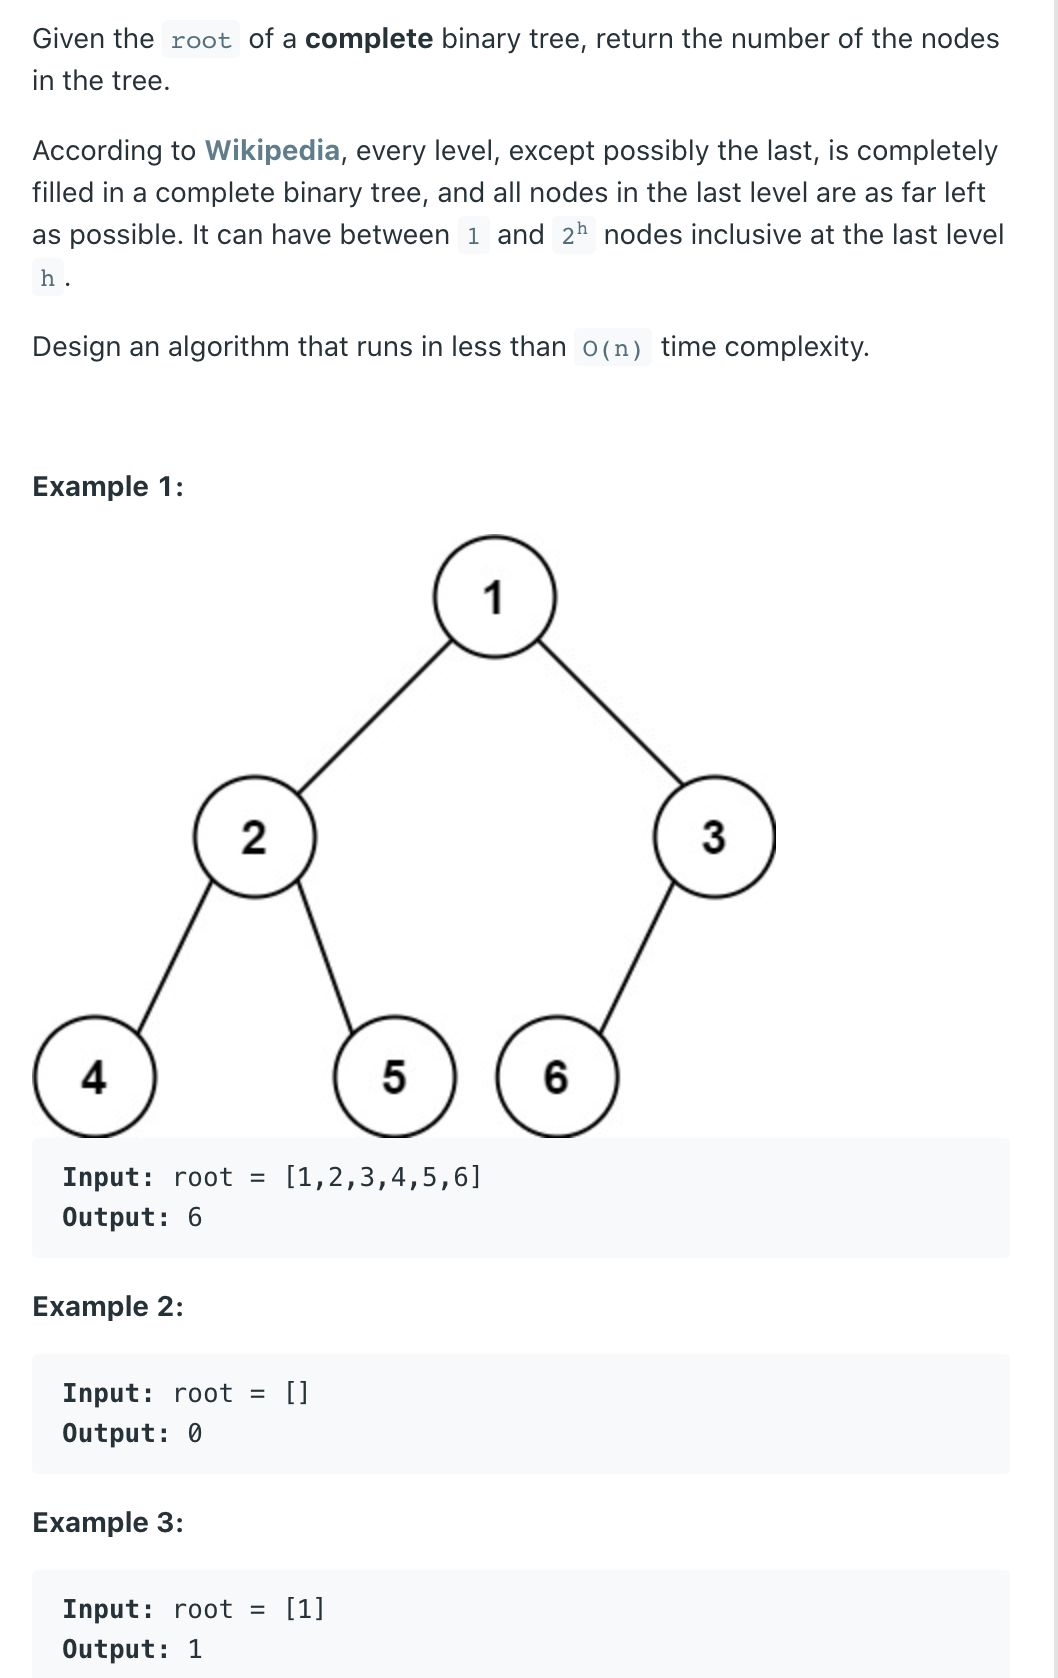 Given the root of a complete binary tree, return the number of the nodes
in the tree.
According to Wikipedia, every level, except possibly the last, is completely
filled in a complete binary tree, and all nodes in the last level are as far left
as possible. It can have between 1 and 2ʰ nodes inclusive at the last level
h.
Design an algorithm that runs in less than O(n) time complexity.
Example 1:
1
2
3
4
5
6
Input: root = [1,2,3,4,5,6]
Output: 6
Example 2:
Input: root = []
Output: 0
Example 3:
Input: root = [1]
Output: 1